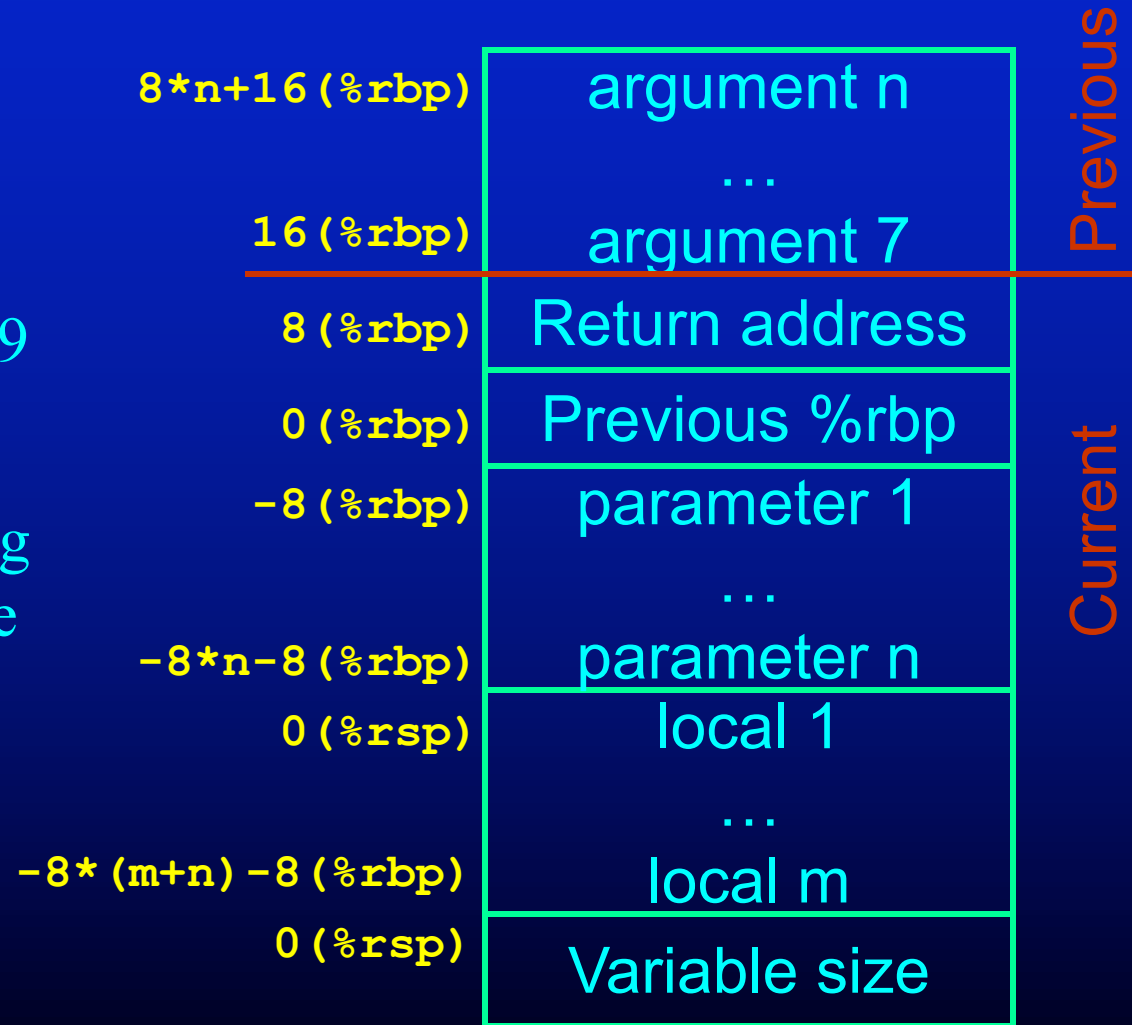 Previous
8*n+16(%rbp) argument n
…
16(%rbp) argument 7
9
8(%rbp) Return address
0(%rbp) Previous %rbp
Current
-8(%rbp) parameter 1
g
…
e
-8*n-8(%rbp) parameter n
0(%rsp) local 1
…
-8*(m+n)-8(%rbp) local m
0(%rsp) Variable size